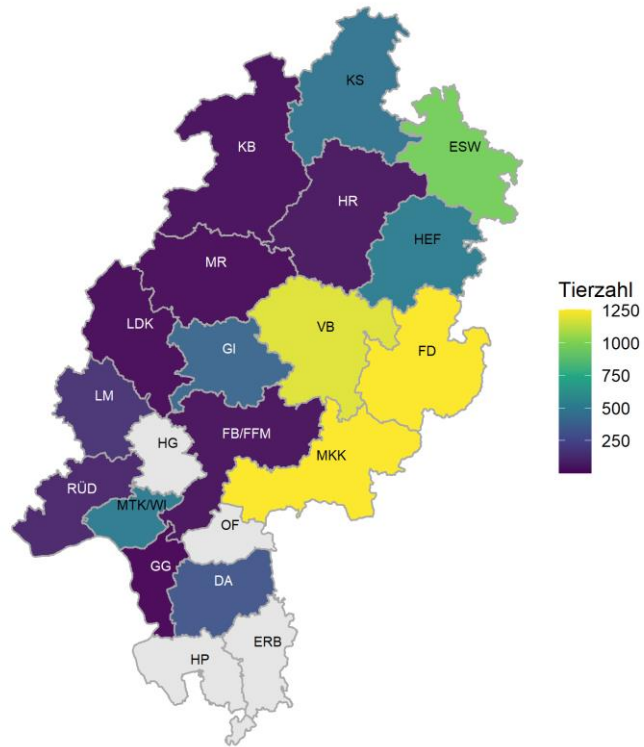 KS
KB
ESW
HR
HEF
MR
Tierzahl
LDK
VB
GI
FD
1250
1000
750
500
250
LM
HG
FB/FFM
MKK
RÜD
MTK/WI
OF
GG
DA
ERB
HP